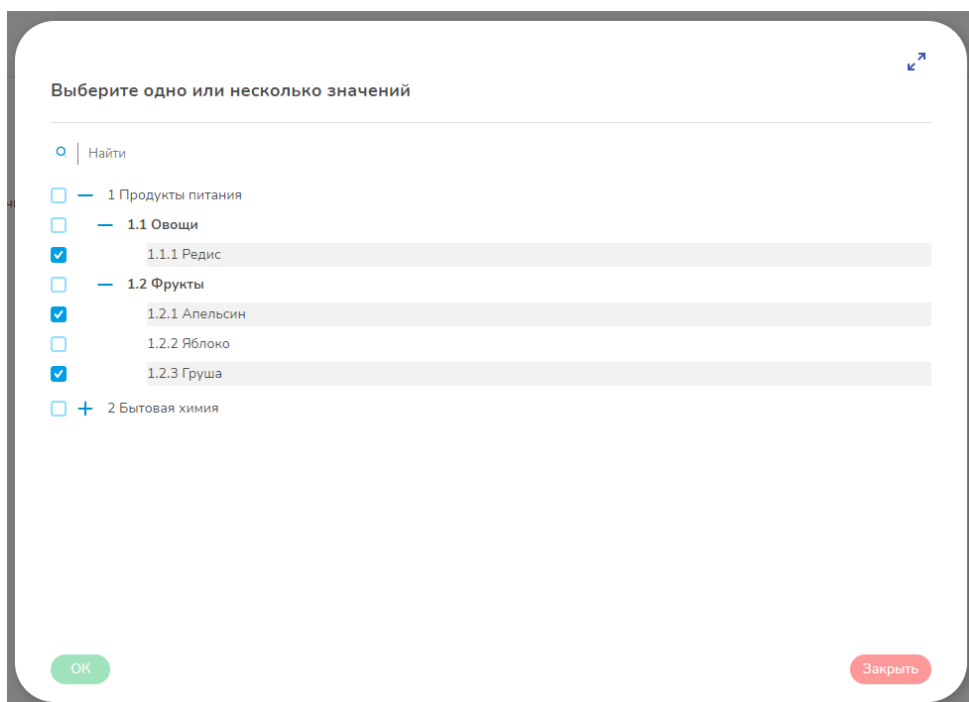 Выберите одно или несколько значений
Найти
1 Продукты питания
1.1 Овощи
1.1.1 Редис
1.2 Фрукты
1.2.1 Апельсин
1.2.2 Яблоко
1.2.3 Груша
2 Бытовая химия
ОК
Закрыть